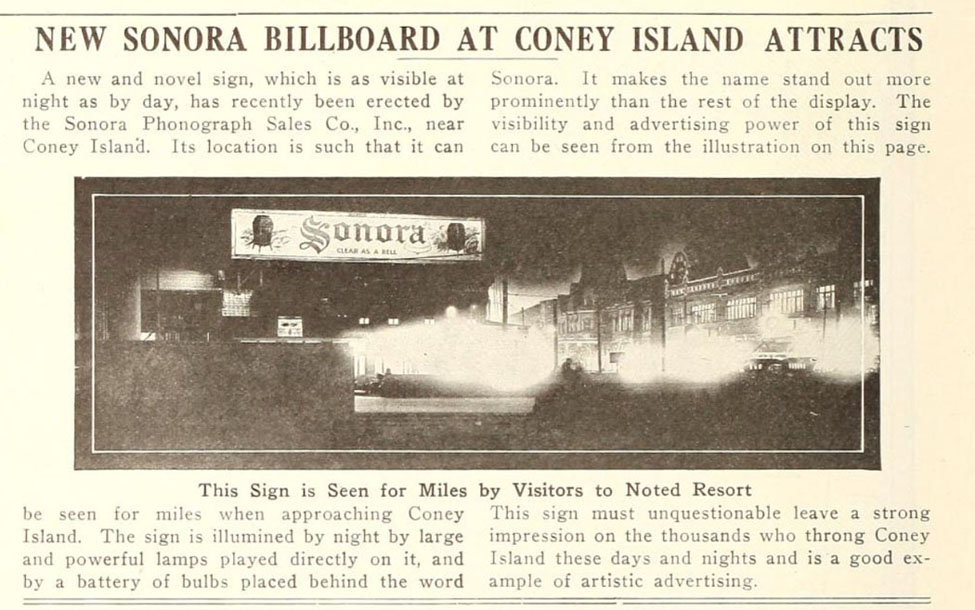 NEW SONORA BILLBOARD AT CONEY ISLAND ATTRACTS
A new and novel sign, which is as visible at
night as by day, has recently been erected by
the Sonora Phonograph Sales Co., Inc., near
Coney Island. Its location is such that it can
Sonora
CLEAR AS A BELL
This Sign is Seen for Miles by Visitors to Noted Resort
be seen for miles when approaching Coney
Island. The sign is illumined by night by large
and powerful lamps played directly on it, and
by a battery of bulbs placed behind the word
Sonora. It makes the name stand out more
prominently than the rest of the display. The
visibility and advertising power of this sign
can be seen from the illustration on this page.
This sign must unquestionable leave a strong
impression on the thousands who throng Coney
Island these days and nights and is a good ex-
ample of artistic advertising.